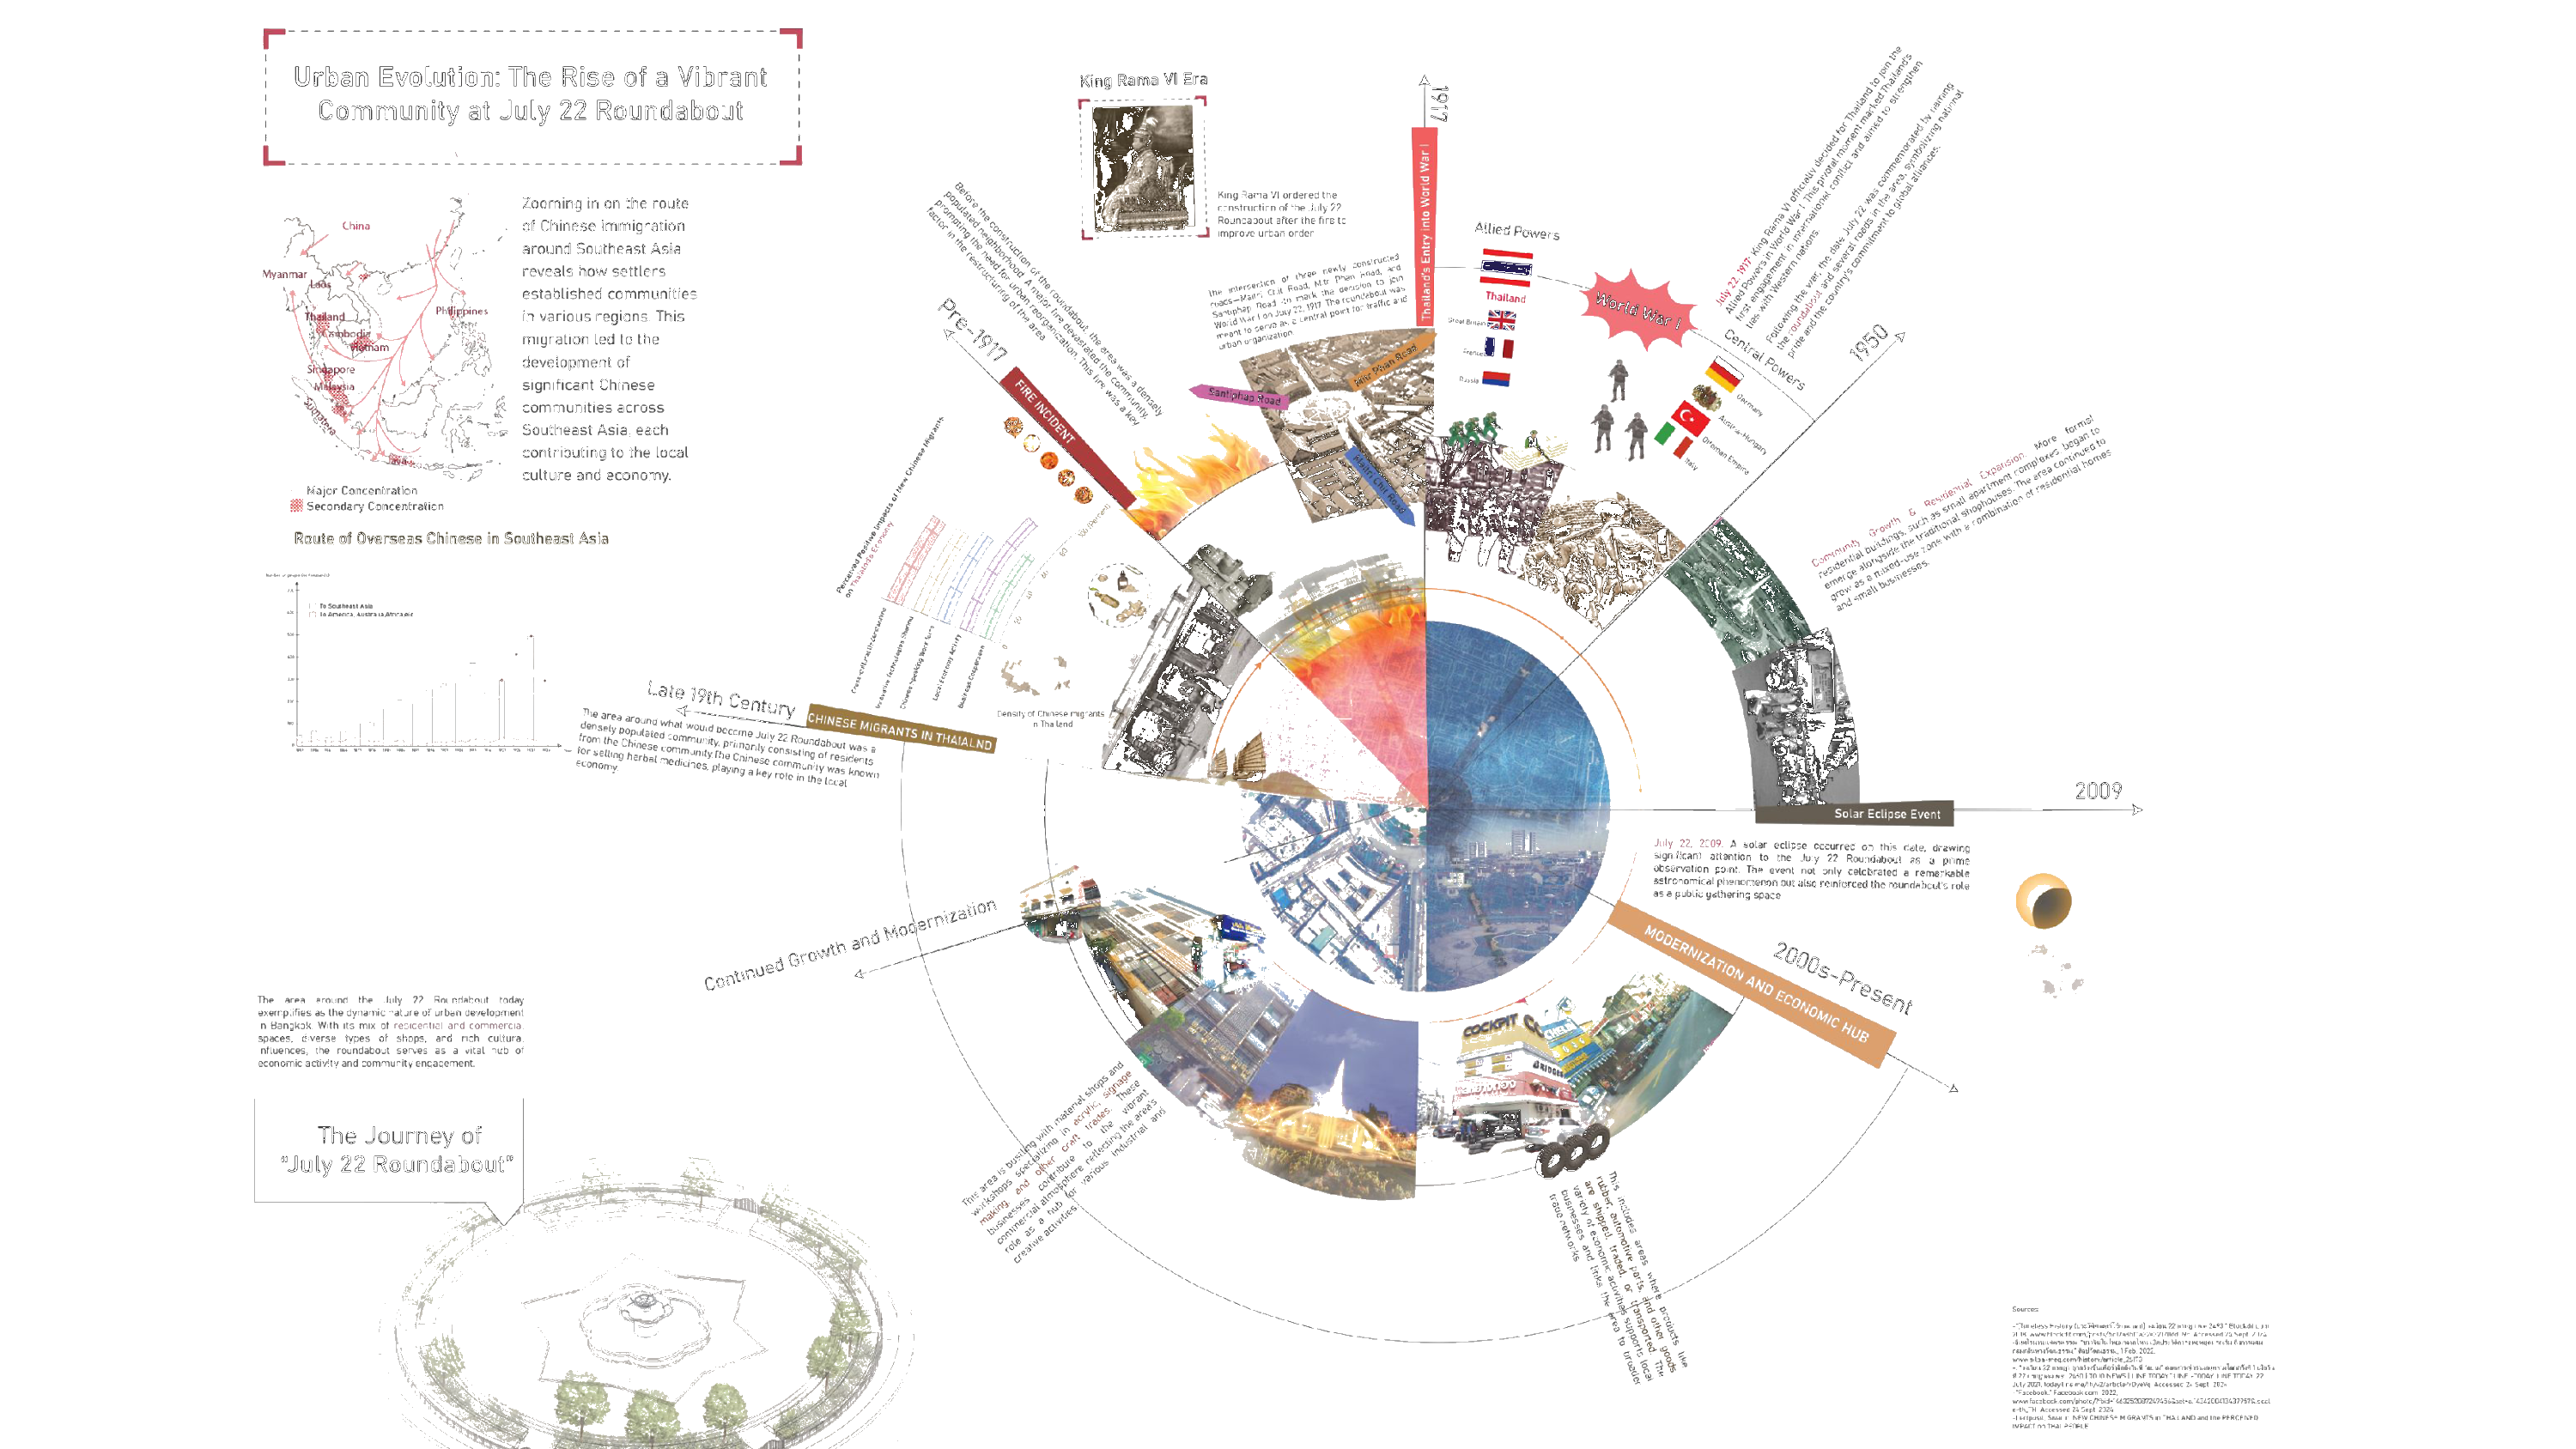 Urban Evolution: The Rise of a Vibrant
Community at July 22 Roundabout
China
Myanmar
Laos
Thailand
Cambodia
Vietnam
Philippines
Singapore
Malaysia
Sumatera
Java
Zooming in on the route
of Chinese immigration
around Southeast Asia
reveals how settlers
established communities
in various regions. This
migration led to the
development of
significant Chinese
communities across
Southeast Asia, each
contributing to the local
culture and economy.
Major Concentration
Secondary Concentration
Route of Overseas Chinese in Southeast Asia
To Southeast Asia
To America, Australia, Africa etc
Late 19th Century
CHINESE MIGRANTS IN THAIALND
The area around what would become July 22 Roundabout was a
densely populated community, primarily consisting of residents
from the Chinese community.The Chinese community was known
for selling herbal medicines, playing a key role in the local
economy.
Perceived Positive Impacts of New Chinese Migrants
on Thailand's Economy
Density of Chinese migrants
in Thailand
Pre-1917
FIRE INCIDENT
Before the construction of the roundabout, the area was a densely
populated neighborhood. A major fire devastated the community,
prompting the need for urban reorganization. This fire was a key
factor in the restructuring of the area
King Rama VI Era
King Rama VI ordered the
construction of the July 22
Roundabout after the fire to
improve urban order
The intersection of three newly constructed
roads—Maitri Chit Road, Mitr Phan Road, and
Santiphap Road -to mark the decision to join
World War I on July 22, 1917. The roundabout was
meant to serve as a central point for traffic and
urban organization.
Santiphap Road
Mitr Phan Road
Maitri Chit Road
1917
Thailand's Entry into World War I
Allied Powers
Thailand
Great Britain
France
Russia
World War I
Central Powers
Germany
Austria-Hungary
Ottoman Empire
Italy
July 22, 1917: King Rama VI officially decided for Thailand to join the
Allied Powers in World War I. This pivotal moment marked Thailand's
first engagement in international conflict and aimed to strengthen
ties with Western nations.
Following the war, the date July 22 was commemorated by naming
the roundabout and several roads in the area, symbolizing national
pride and the country's commitment to global alliances.
1950
Community Growth & Residential Expansion: More formal
residential buildings, such as small apartment complexes, began to
emerge alongside the traditional shophouses. The area continued to
grow as a mixed-use zone with a combination of residential homes
and small businesses.
2009
Solar Eclipse Event
July 22, 2009: A solar eclipse occurred on this date, drawing
significant attention to the July 22 Roundabout as a prime
observation point. The event not only celebrated a remarkable
astronomical phenomenon but also reinforced the roundabout's role
as a public gathering space
2000s-Present
MODERNIZATION AND ECONOMIC HUB
COCKPIT
This includes areas where products like
rubber, automotive parts, and other goods
are shipped, traded, or transported. The
variety of economic activities supports local
businesses and links the area to broader
trade networks
Continued Growth and Modernization
This area is bustling with material shops and
workshops specializing in acrylic, signage
making, and other craft trades. These
businesses contribute to the vibrant
commercial atmosphere reflecting the area's
role as a hub for various industrial and
creative activities
The area around the July 22 Roundabout today
exemplifies as the dynamic nature of urban development
in Bangkok. With its mix of residential and commercial
spaces, diverse types of shops, and rich cultural
influences, the roundabout serves as a vital hub of
economic activity and community engagement.
The Journey of
"July 22 Roundabout"
Sources